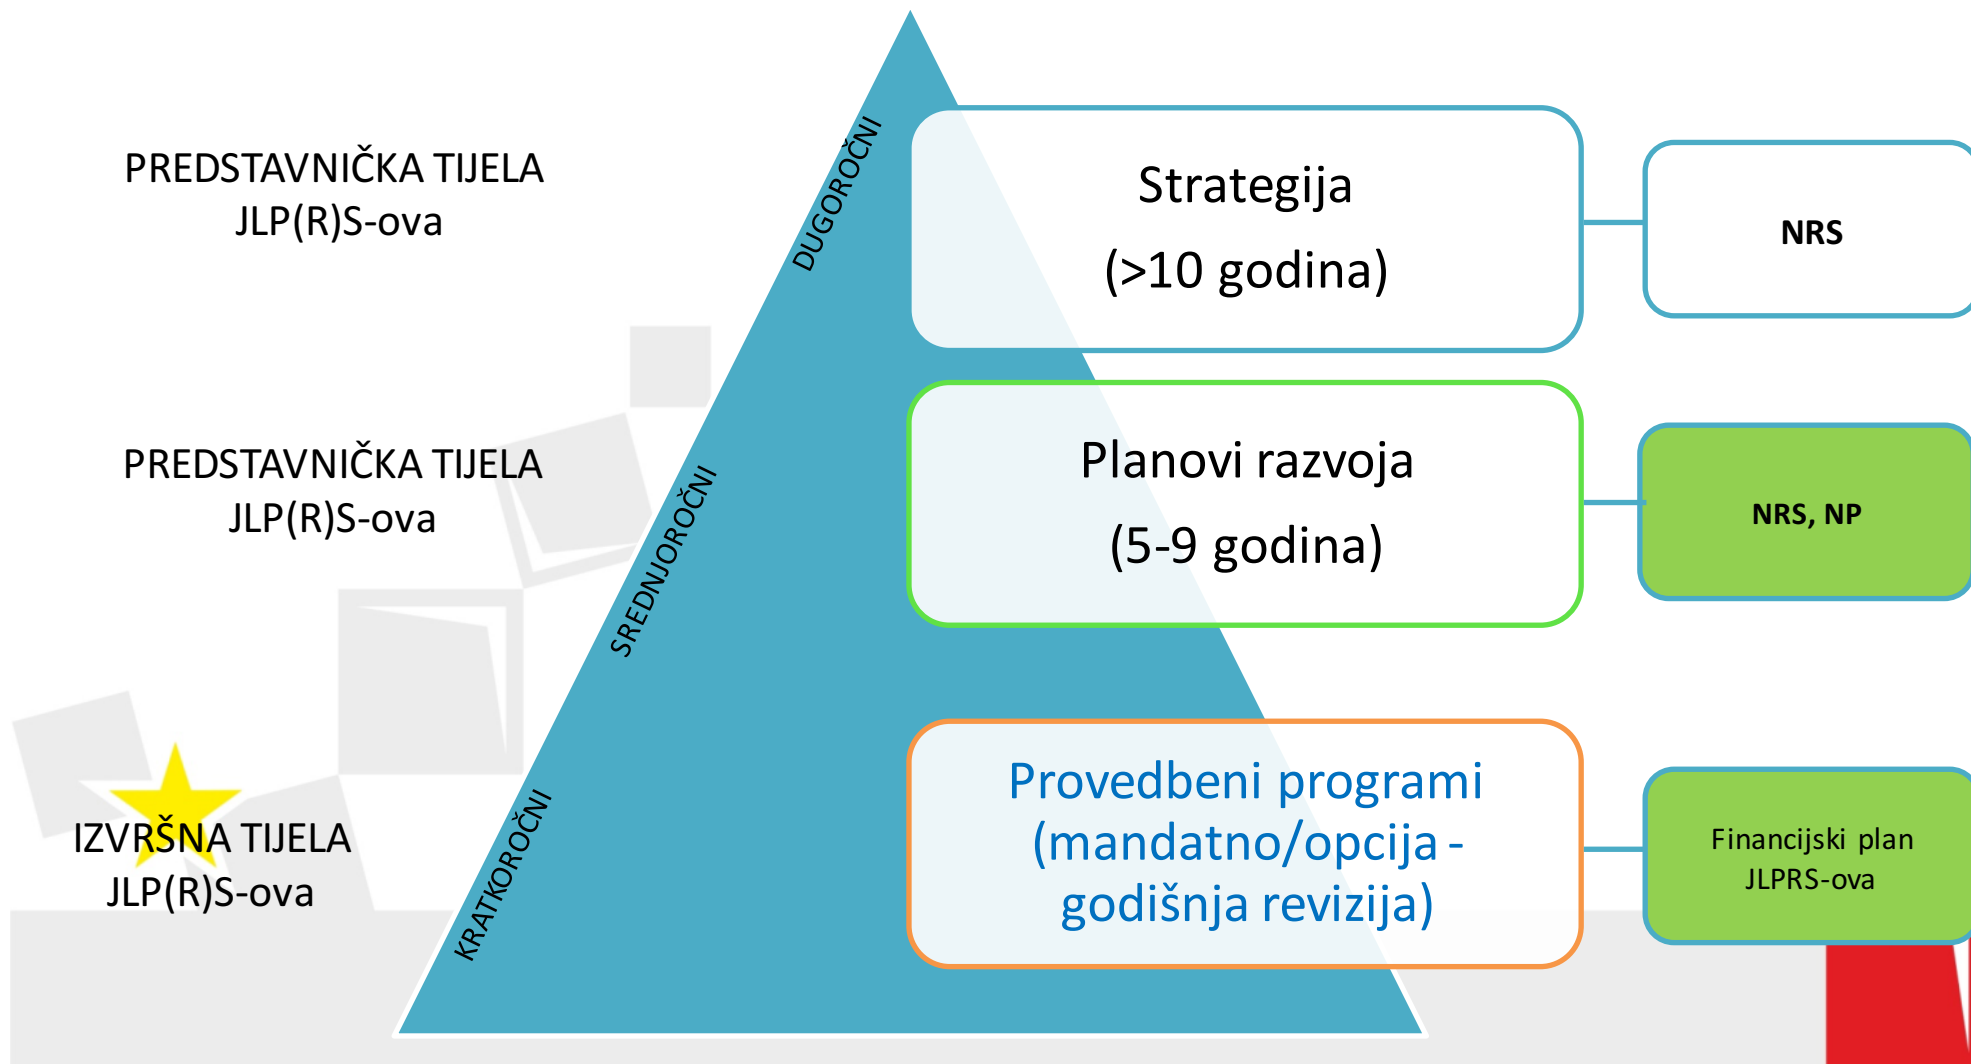 PREDSTAVNIČKA TIJELA
JLP(R)S-ova
DUGOROČNI
Strategija
(>10 godina)
NRS
PREDSTAVNIČKA TIJELA
JLP(R)S-ova
SREDNJOROČNI
Planovi razvoja
(5-9 godina)
NRS, NP
IZVRŠNA TIJELA
JLP(R)S-ova
KRATKOROČNI
Provedbeni programi
(mandatno/opcija -
godišnja revizija)
Financijski plan
JLPRS-ova